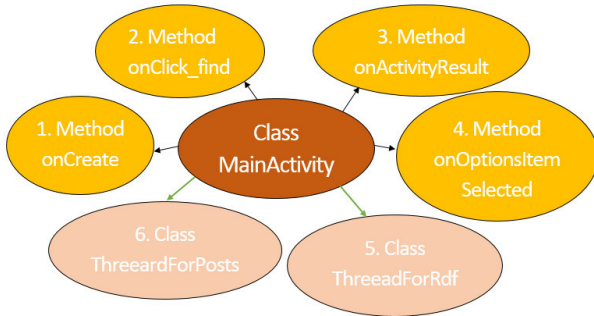 2. Method
onClick_find
3. Method
onActivityResult
1. Method
onCreate
Class
MainActivity
4. Method
onOptionsItem
Selected
6. Class
ThreeardForPosts
5. Class
ThreeadForRdf